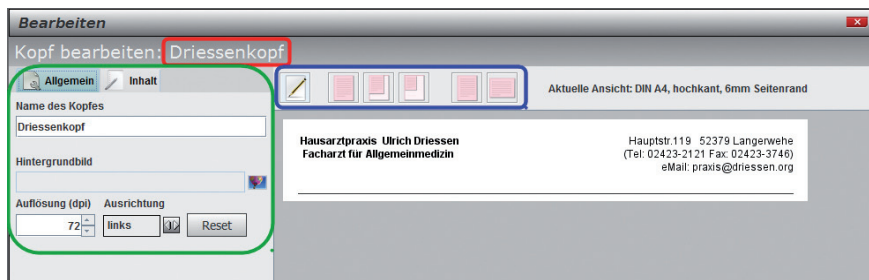 Bearbeiten
Kopf bearbeiten: Driessenkopf
Allgemein Inhalt
Name des Kopfes
Driessenkopf
Hintergrundbild
Auflösung (dpi) Ausrichtung
72 links Reset
Aktuelle Ansicht: DIN A4, hochkant, 6mm Seitenrand
Hausarztpraxis Ulrich Driessen
Facharzt für Allgemeinmedizin
Hauptstr.119 52379 Langerwehe
(Tel: 02423-2121 Fax: 02423-3746)
eMail: praxis@driessen.org